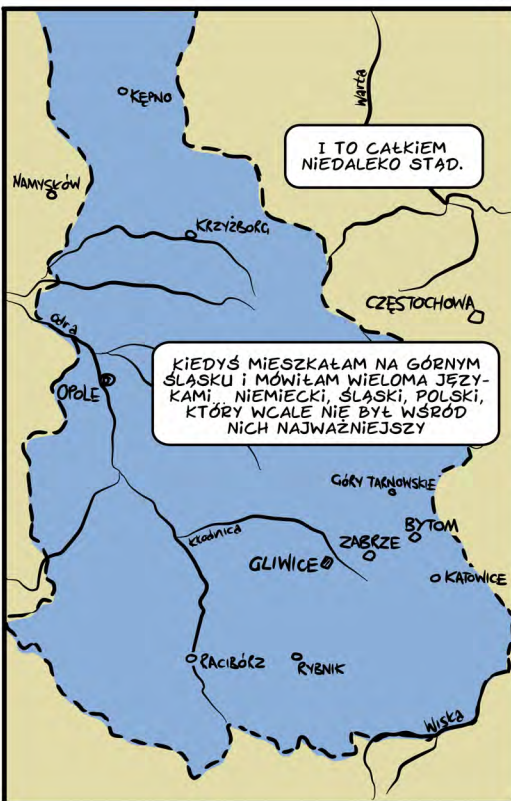 Warta
KĘPNO
I TO CAŁKIEM
NIEDALEKO STĄD.
NAMYSŁÓW
KRZYŻBORG
CZĘSTOCHOWA
Odra
KIEDYŚ MIESZKAŁAM NA GÓRNYM
ŚLĄSKU I MÓWIŁAM WIELOMA JĘZY-
KAMI... NIEMIECKI, ŚLĄSKI, POLSKI,
KTÓRY WCALE NIE BYŁ WŚRÓD
NICH NAJWAŻNIEJSZY
OPOLE
GÓRY TARNOWSKIE
BYTOM
Kłodnica
ZABRZE
GLIWICE
KATOWICE
RACIBÓRZ
RYBNIK
Wisła